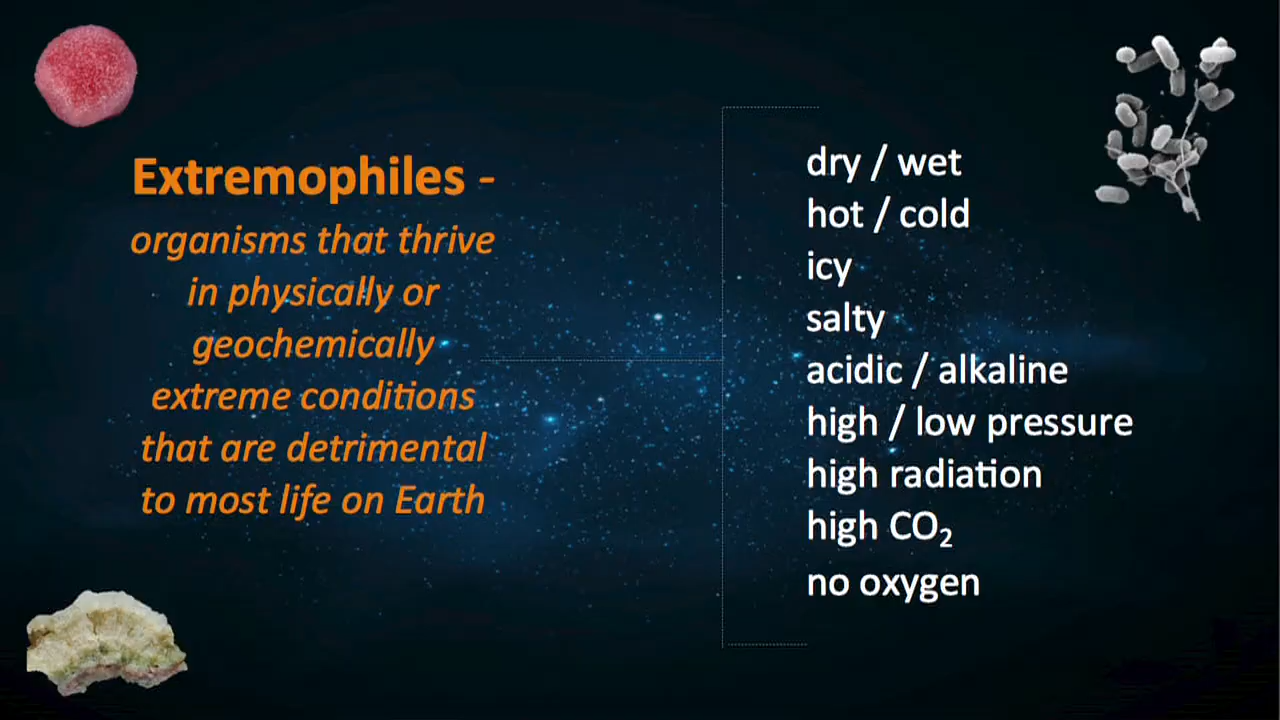 Extremophiles -
organisms that thrive
in physically or
geochemically
extreme conditions
that are detrimental
to most life on Earth
dry / wet
hot / cold
icy
salty
acidic / alkaline
high / low pressure
high radiation
high CO₂
no oxygen